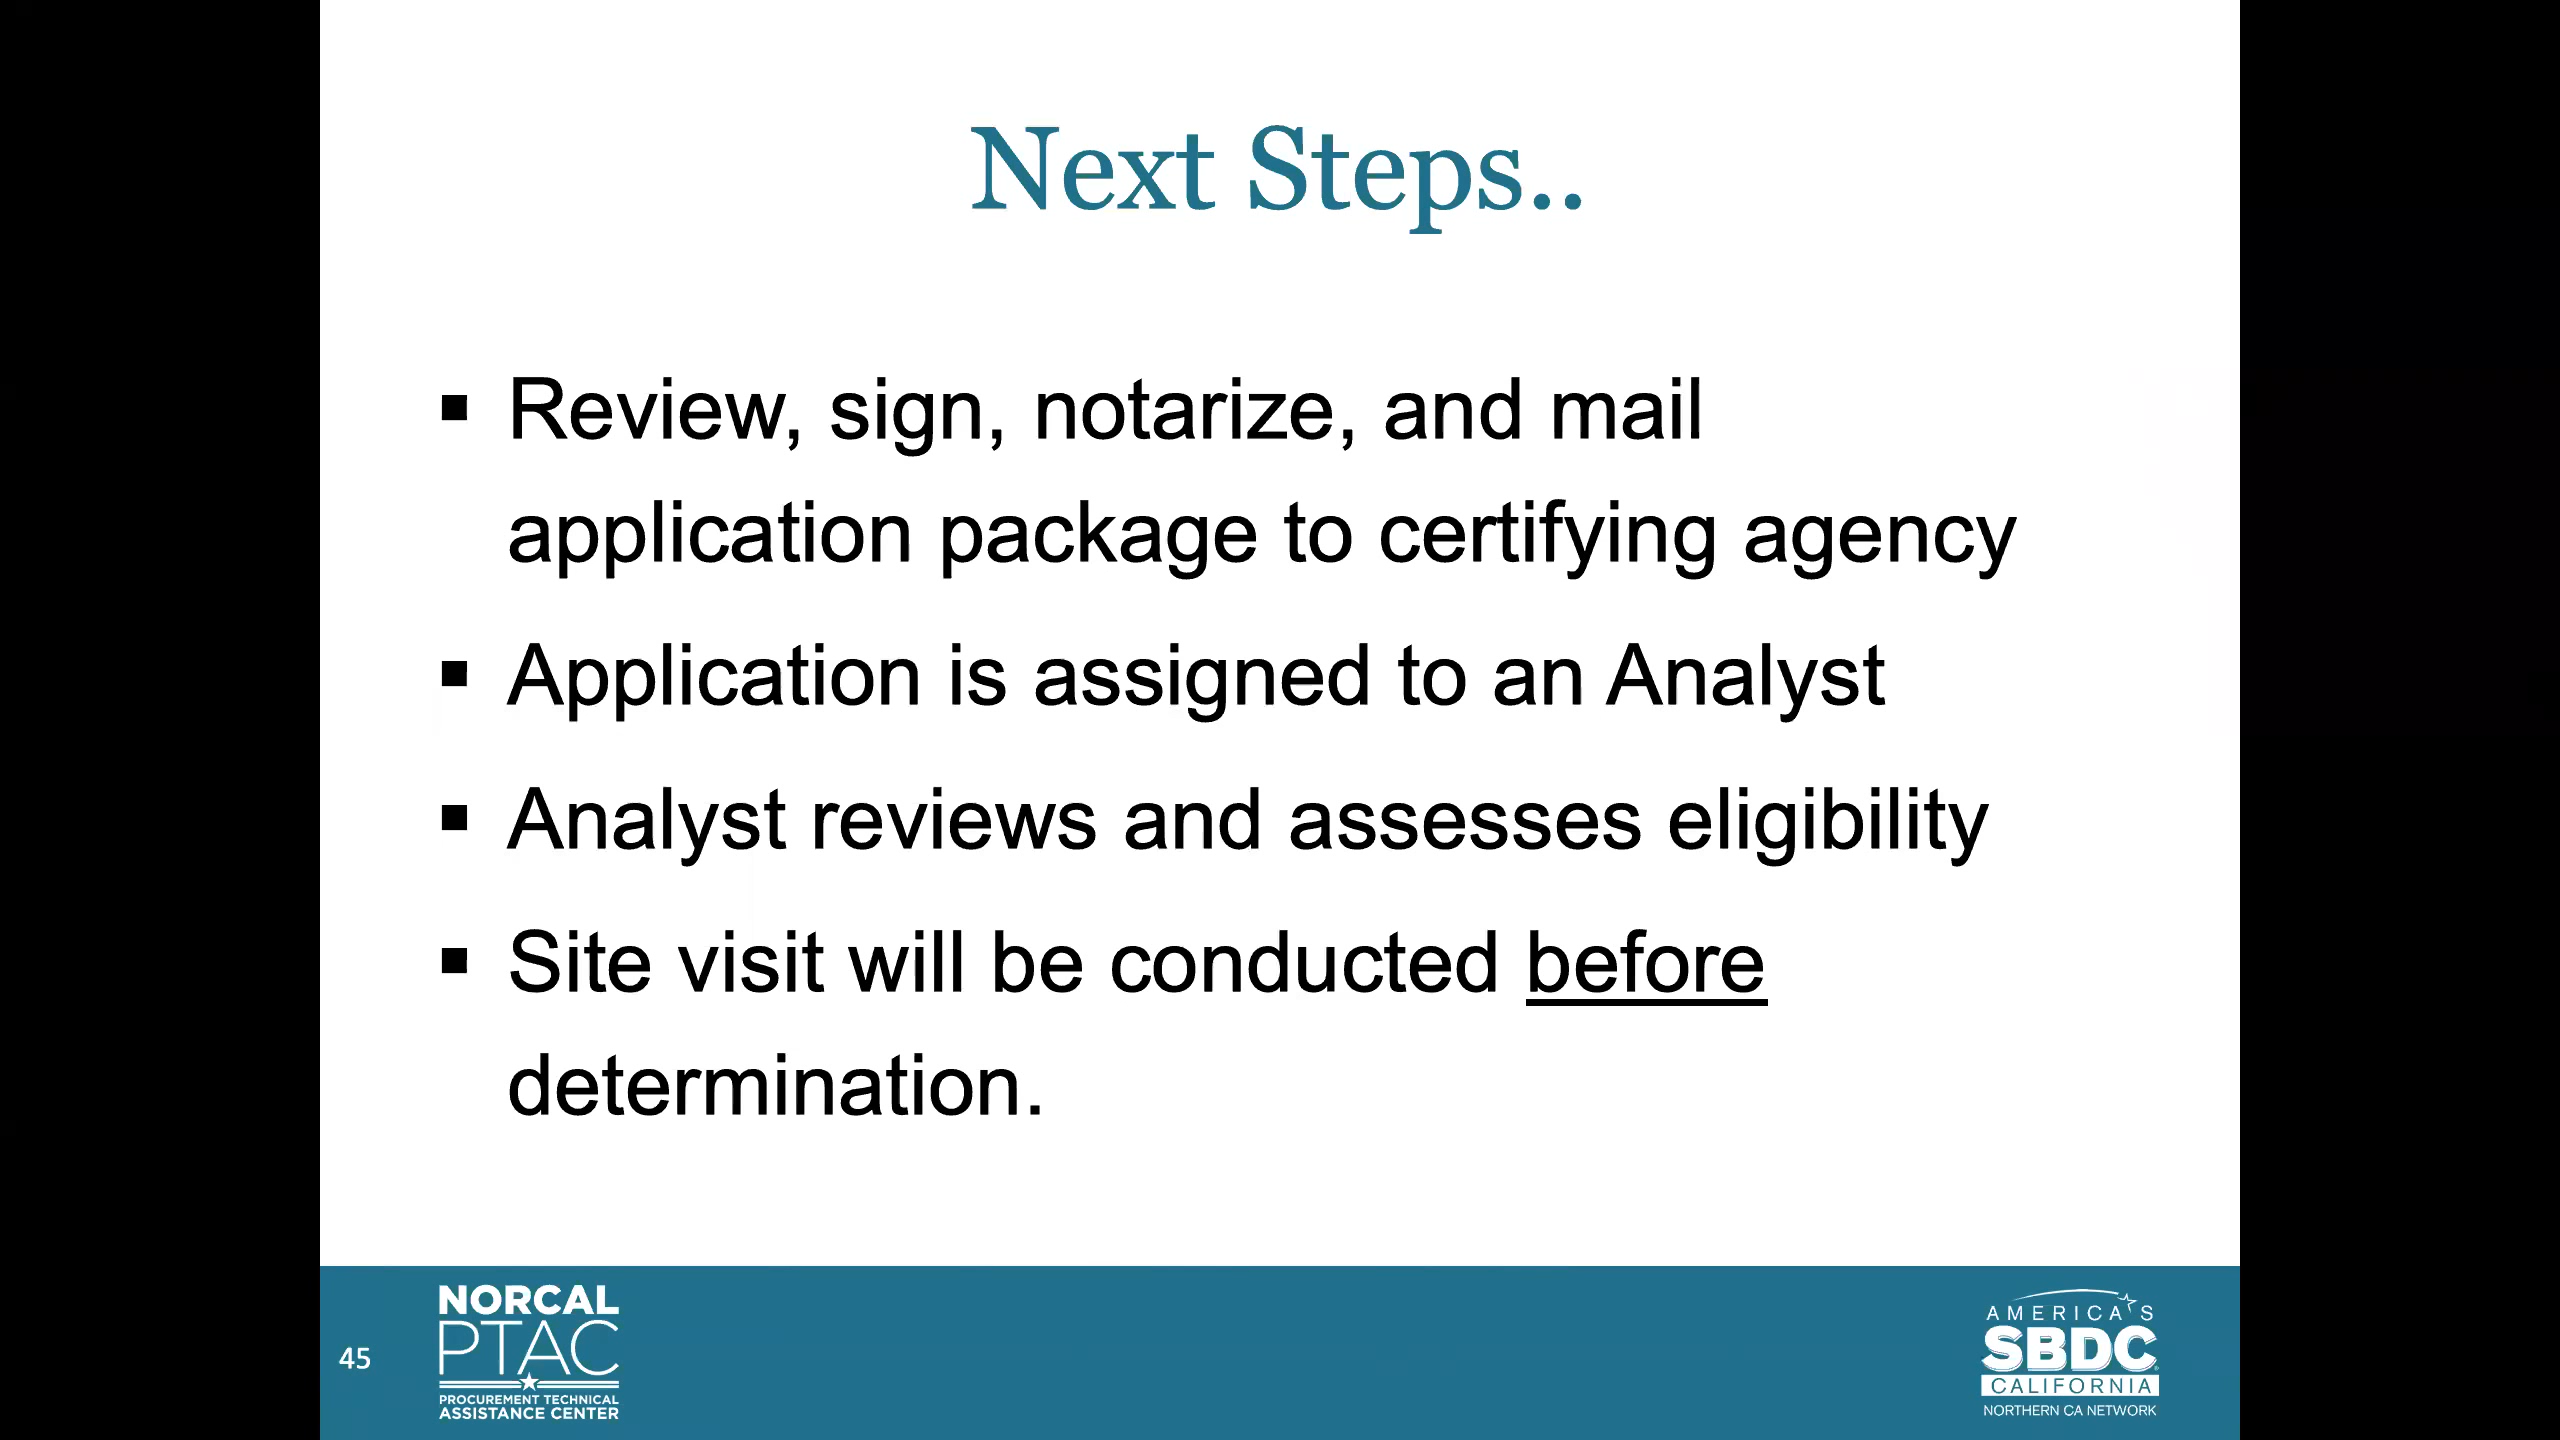 Next Steps..
▪ Review, sign, notarize, and mail
application package to certifying agency
▪ Application is assigned to an Analyst
▪ Analyst reviews and assesses eligibility
▪ Site visit will be conducted before
determination.
45
NORCAL
PTAC
PROCUREMENT TECHNICAL
ASSISTANCE CENTER
AMERICA'S
SBDC
CALIFORNIA
NORTHERN CA NETWORK